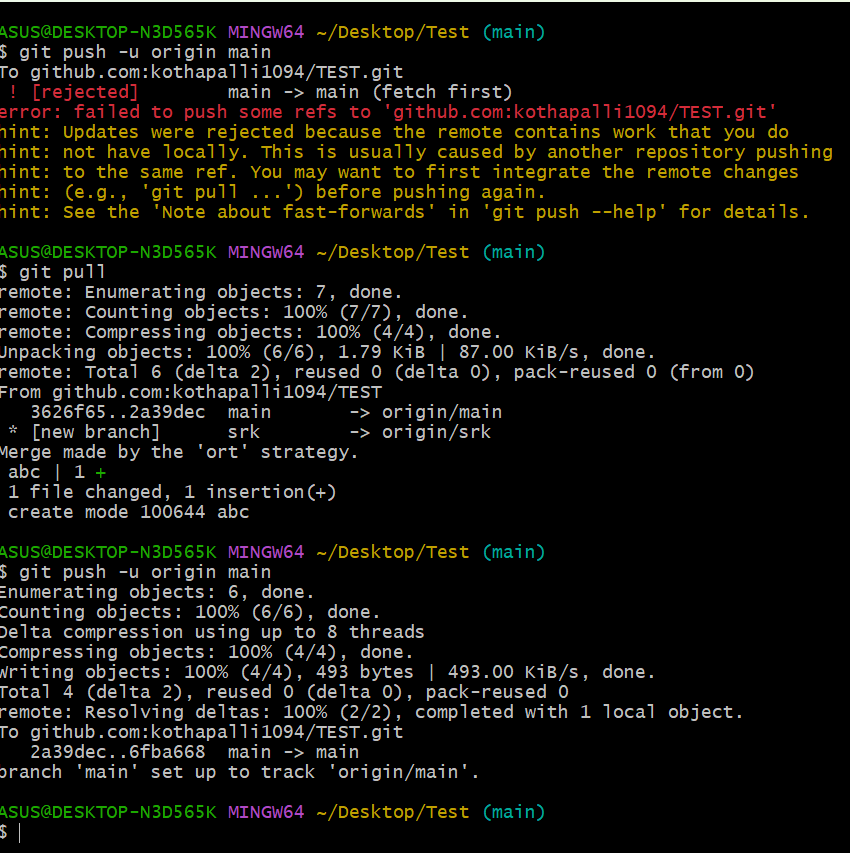 ASUS@DESKTOP-N3D565K MINGW64 ~/Desktop/Test (main)
$ git push -u origin main
To github.com:kothapalli1094/TEST.git
 ! [rejected]        main -> main (fetch first)
error: failed to push some refs to 'github.com:kothapalli1094/TEST.git'
hint: Updates were rejected because the remote contains work that you do
hint: not have locally. This is usually caused by another repository pushing
hint: to the same ref. You may want to first integrate the remote changes
hint: (e.g., 'git pull ...') before pushing again.
hint: See the 'Note about fast-forwards' in 'git push --help' for details.
ASUS@DESKTOP-N3D565K MINGW64 ~/Desktop/Test (main)
$ git pull
remote: Enumerating objects: 7, done.
remote: Counting objects: 100% (7/7), done.
remote: Compressing objects: 100% (4/4), done.
Unpacking objects: 100% (6/6), 1.79 KiB | 87.00 KiB/s, done.
remote: Total 6 (delta 2), reused 0 (delta 0), pack-reused 0 (from 0)
From github.com:kothapalli1094/TEST
   3626f65..2a39dec  main       -> origin/main
 * [new branch]      srk        -> origin/srk
Merge made by the 'ort' strategy.
 abc | 1 +
 1 file changed, 1 insertion(+)
 create mode 100644 abc
ASUS@DESKTOP-N3D565K MINGW64 ~/Desktop/Test (main)
$ git push -u origin main
Enumerating objects: 6, done.
Counting objects: 100% (6/6), done.
Delta compression using up to 8 threads
Compressing objects: 100% (4/4), done.
Writing objects: 100% (4/4), 493 bytes | 493.00 KiB/s, done.
Total 4 (delta 2), reused 0 (delta 0), pack-reused 0
remote: Resolving deltas: 100% (2/2), completed with 1 local object.
To github.com:kothapalli1094/TEST.git
   2a39dec..6fba668  main -> main
branch 'main' set up to track 'origin/main'.
ASUS@DESKTOP-N3D565K MINGW64 ~/Desktop/Test (main)
$